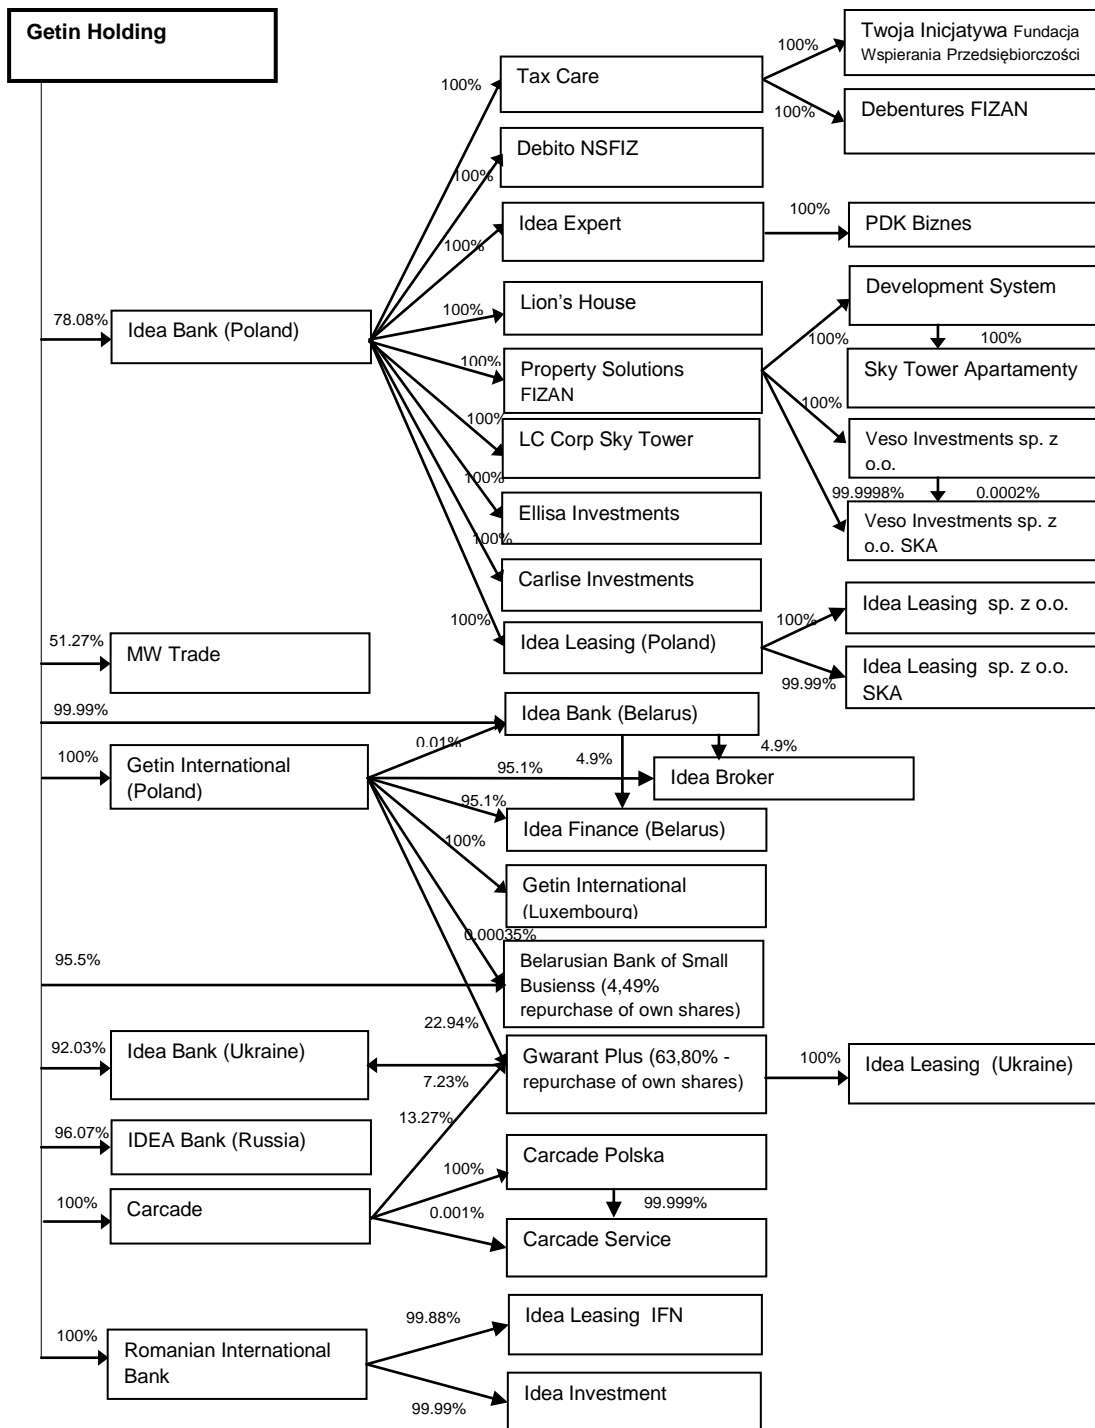 Getin Holding
Twoja Inicjatywa Fundacja
Wspierania Przedsiębiorczości
100%
Tax Care
100%
100%
Debentures FIZAN
Debito NSFIZ
100%
Idea Expert
100%
PDK Biznes
100%
Lion's House
100%
Development System
78.08%
Idea Bank (Poland)
100%
Property Solutions
FIZAN
100%
100%
Sky Tower Apartamenty
100%
LC Corp Sky Tower
100%
Veso Investments sp. z
o.o.
100%
Ellisa Investments
99.9998%
0.0002%
Veso Investments sp. z
o.o. SKA
100%
Carlise Investments
100%
Idea Leasing (Poland)
100%
Idea Leasing sp. z o.o.
99.99%
Idea Leasing sp. z o.o.
SKA
51.27%
MW Trade
99.99%
Idea Bank (Belarus)
0.01%
4.9%
4.9%
100%
Getin International
(Poland)
95.1%
Idea Broker
95.1%
Idea Finance (Belarus)
100%
Getin International
(Luxembourg)
0.00035%
95.5%
Belarusian Bank of Small
Busienss (4,49%
repurchase of own shares)
22.94%
92.03%
Idea Bank (Ukraine)
7.23%
Gwarant Plus (63,80% -
repurchase of own shares)
100%
Idea Leasing (Ukraine)
13.27%
96.07%
IDEA Bank (Russia)
100%
Carcade Polska
100%
Carcade
0.001%
99.999%
Carcade Service
99.88%
Idea Leasing IFN
100%
Romanian International
Bank
99.99%
Idea Investment